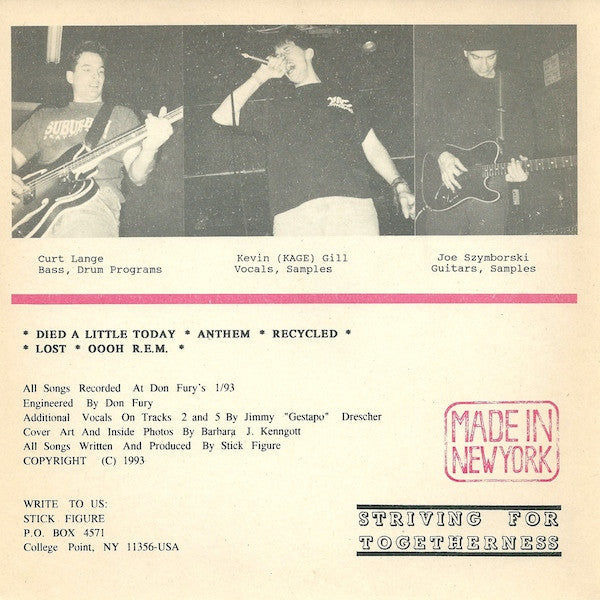 SUBURBAN
Curt Lange
Bass, Drum Programs
Kevin (KAGE) Gill
Vocals, Samples
Joe Szymborski
Guitars, Samples
* DIED A LITTLE TODAY * ANTHEM * RECYCLED *
* LOST * OOOH R.E.M. *
All Songs Recorded At Don Fury's 1/93
Engineered By Don Fury
Additional Vocals On Tracks 2 and 5 By Jimmy "Gestapo" Drescher
Cover Art And Inside Photos By Barbara J. Kenngott
All Songs Written And Produced By Stick Figure
COPYRIGHT (C) 1993
MADE IN
NEW YORK
WRITE TO US:
STICK FIGURE
P.O. BOX 4571
College Point, NY 11356-USA
STRIVING FOR
TOGETHERNESS